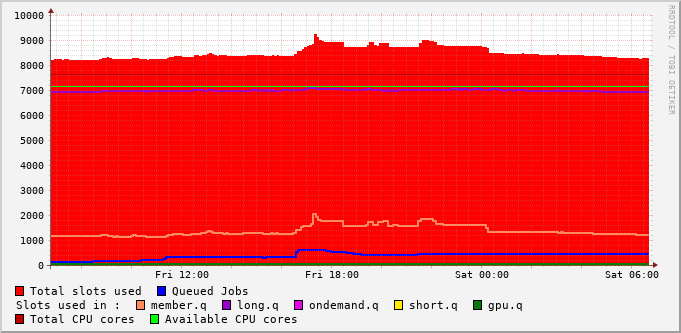 10000
9000
8000
7000
6000
5000
4000
3000
2000
1000
0
Fri 12:00 Fri 18:00 Sat 00:00 Sat 06:00
RRDTOOL / TOBI OETIKER
Total slots used Queued Jobs
Slots used in : member.q long.q ondemand.q short.q gpu.q
Total CPU cores Available CPU cores